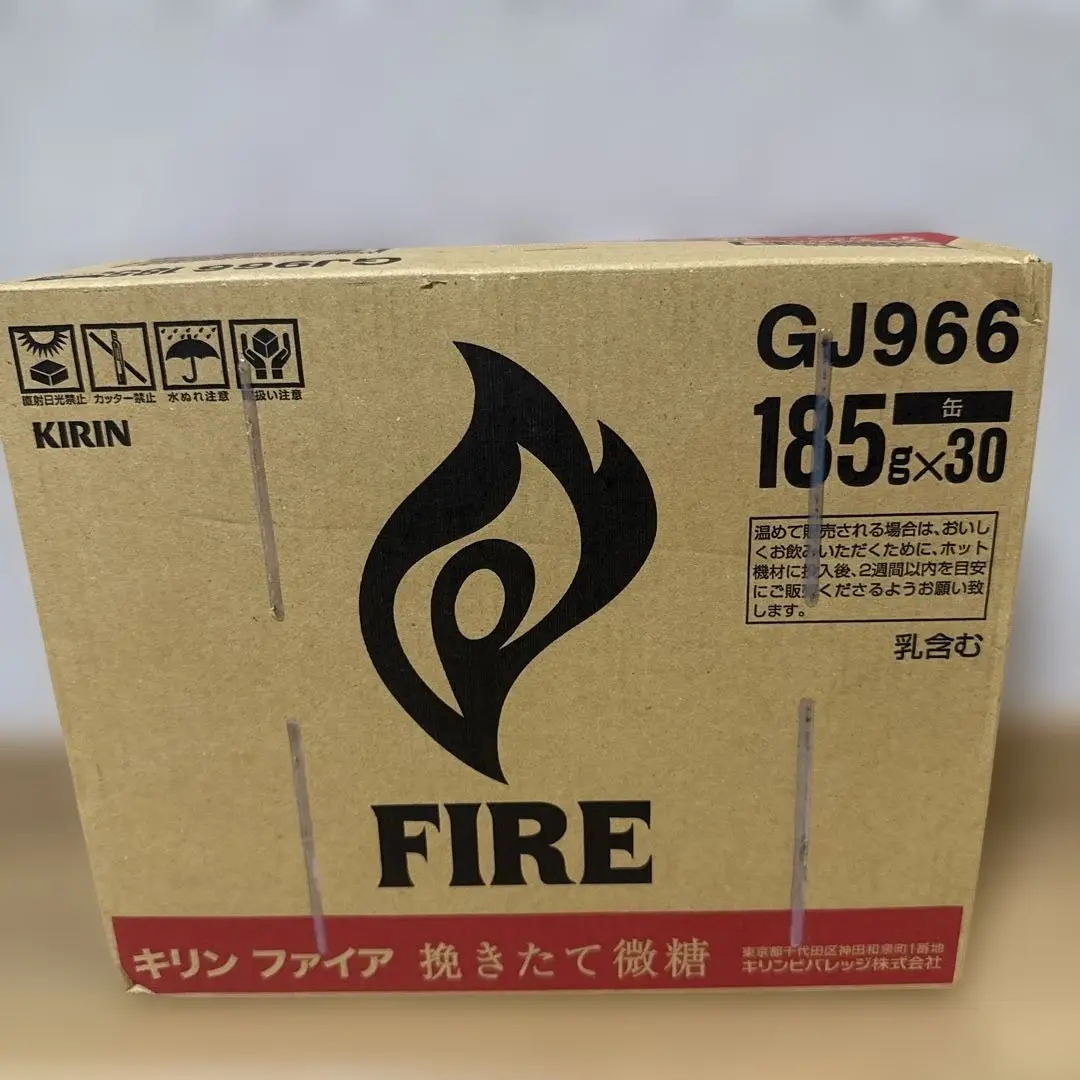 GJ966
直射日光禁止 カッター禁止 水ぬれ注意 扱い注意
KIRIN
GJ966
185g×30
缶
温めて販売される場合は、おいし
くお飲みいただくために、ホット
機材に投入後、2週間以内を目安
にご販売くださるようお願い致
します。
乳含む
FIRE
キリン ファイア 挽きたて微糖
東京都千代田区神田和泉町1番地
キリンビバレッジ株式会社